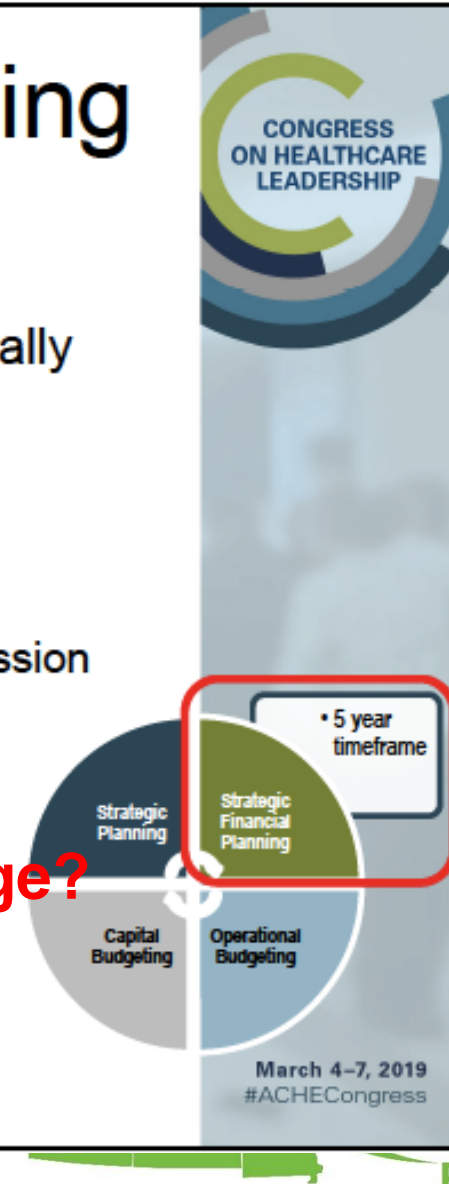 ing
CONGRESS
ON HEALTHCARE
LEADERSHIP
ally
ssion
• 5 year
timeframe
Strategic
Planning
Strategic
Financial
Planning
ge?
$
Capital
Budgeting
Operational
Budgeting
March 4–7, 2019
#ACHECongress